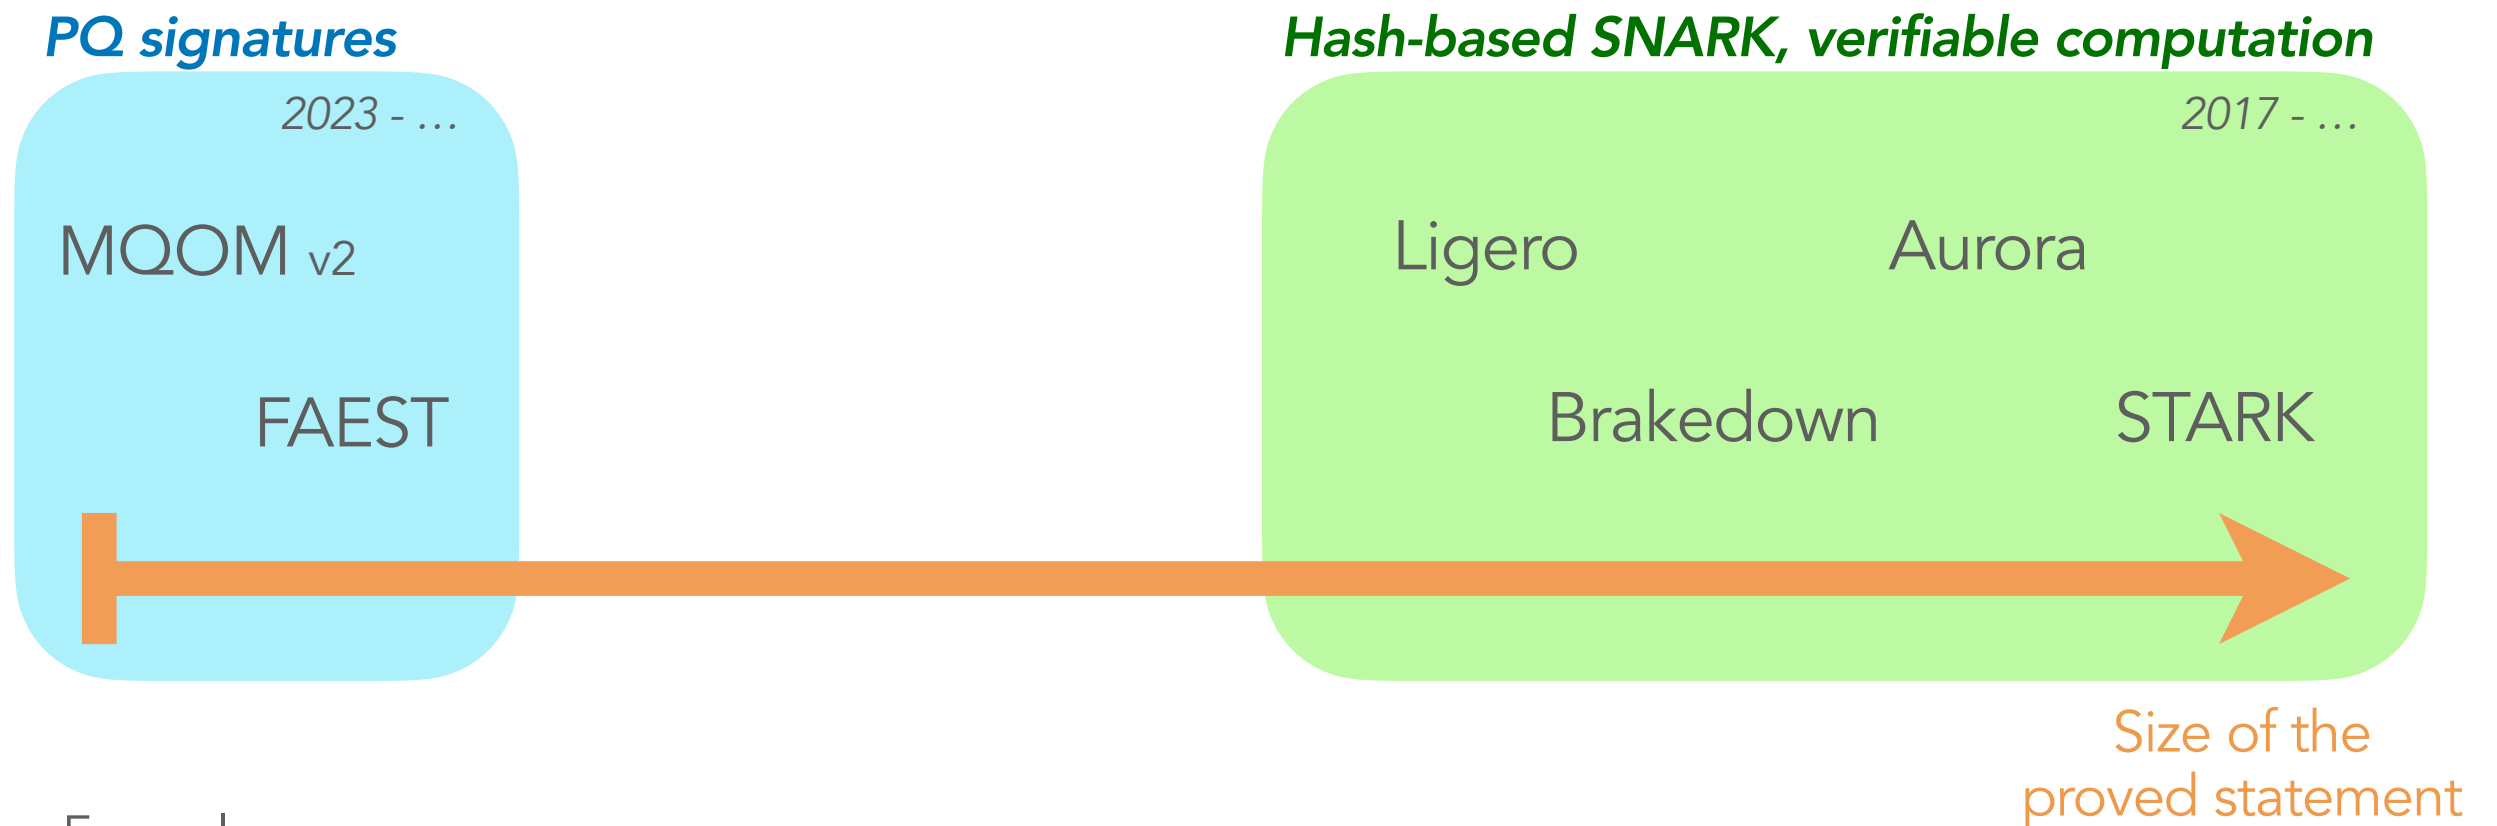 PQ signatures
2023 - ...
MQOM v2
FAEST
Hash-based SNARK, verifiable computation
2017 - ...
Ligero Aurora
Brakedown STARK
Size of the
proved statement